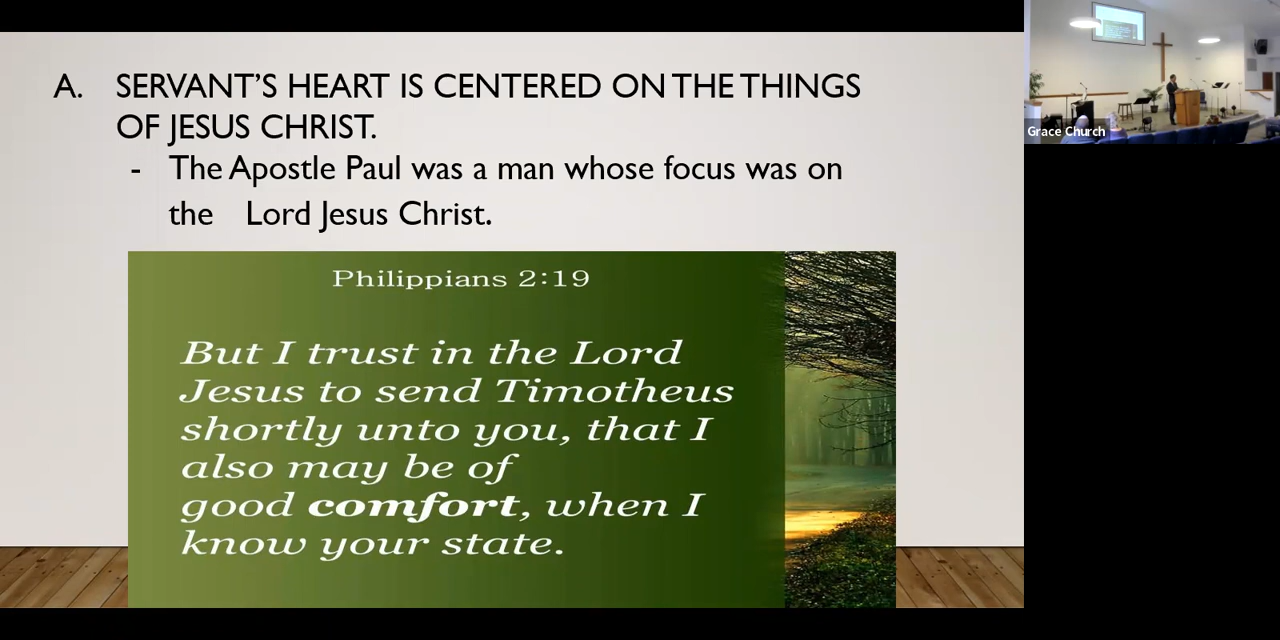 A. SERVANT’S HEART IS CENTERED ON THE THINGS
OF JESUS CHRIST.
- The Apostle Paul was a man whose focus was on
the Lord Jesus Christ.
Philippians 2:19
But I trust in the Lord
Jesus to send Timotheus
shortly unto you, that I
also may be of
good comfort, when I
know your state.
Grace Church